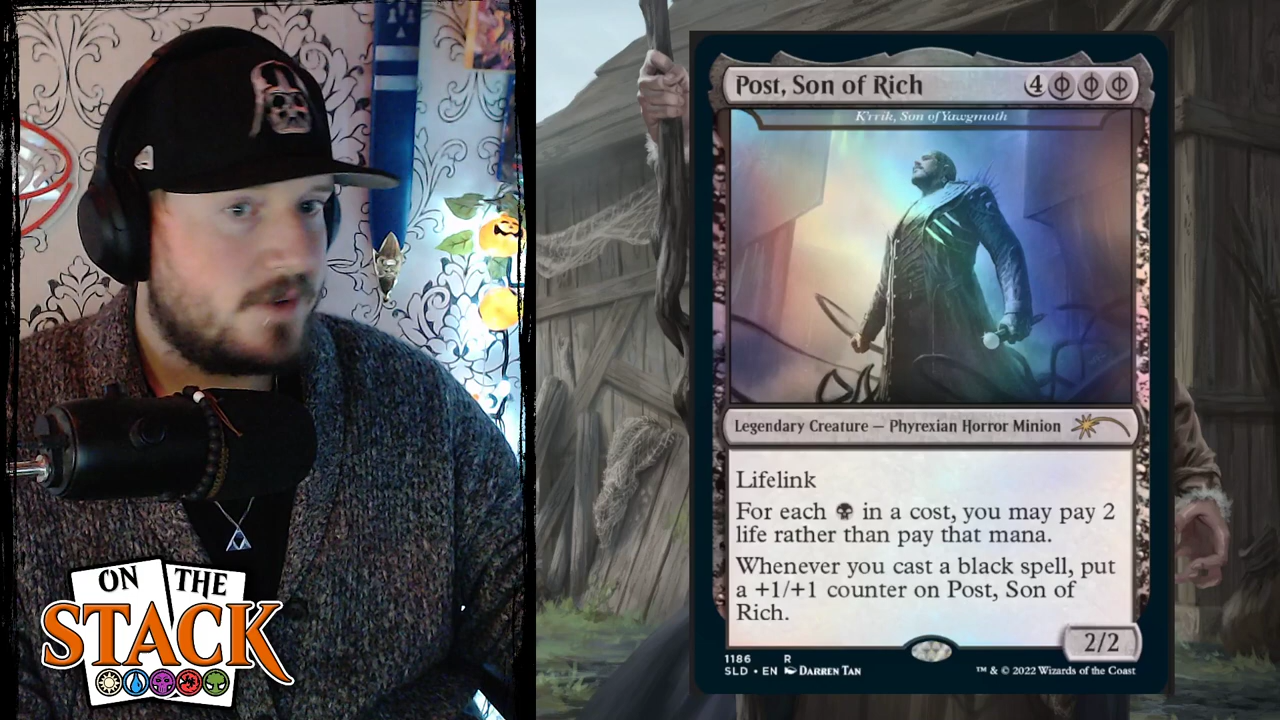 Post, Son of Rich 4
K'rrik, Son of Yawgmoth
Legendary Creature — Phyrexian Horror Minion
Lifelink
For each in a cost, you may pay 2
life rather than pay that mana.
Whenever you cast a black spell, put
a +1/+1 counter on Post, Son of
Rich.
2/2
1186 R
SLD • EN DARREN TAN
™ & © 2022 Wizards of the Coast
ON THE
STACK